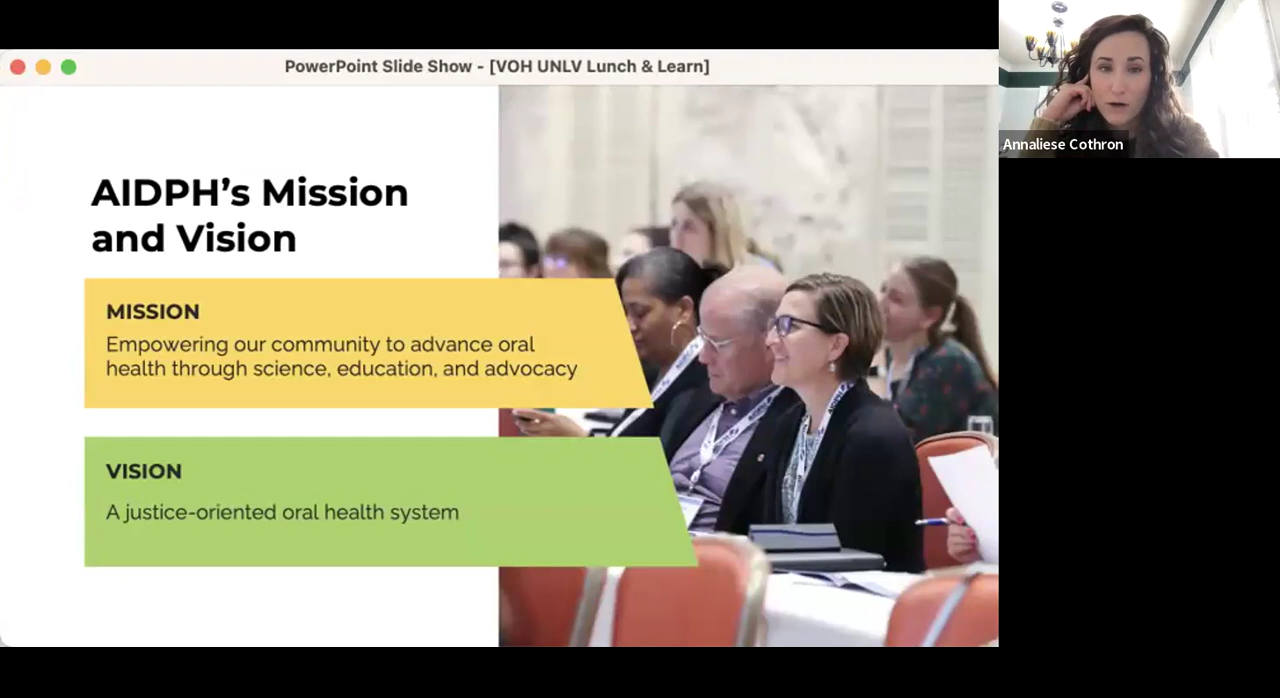 PowerPoint Slide Show - [VOH UNLV Lunch & Learn]
Annaliese Cothron
AIDPH’s Mission
and Vision
MISSION
Empowering our community to advance oral
health through science, education, and advocacy
VISION
A justice-oriented oral health system